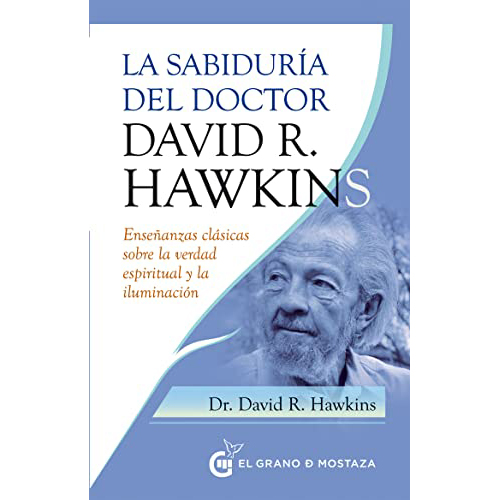 LA SABIDURÍA
DEL DOCTOR
DAVID R.
HAWKINS
Enseñanzas clásicas
sobre la verdad
espiritual y la
iluminación
Dr. David R. Hawkins
EL GRANO Đ MOSTAZA